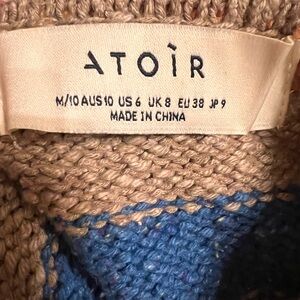 ATOÌR
M/10 AUS10 US 6 UK 8 EU 38 JP 9
MADE IN CHINA